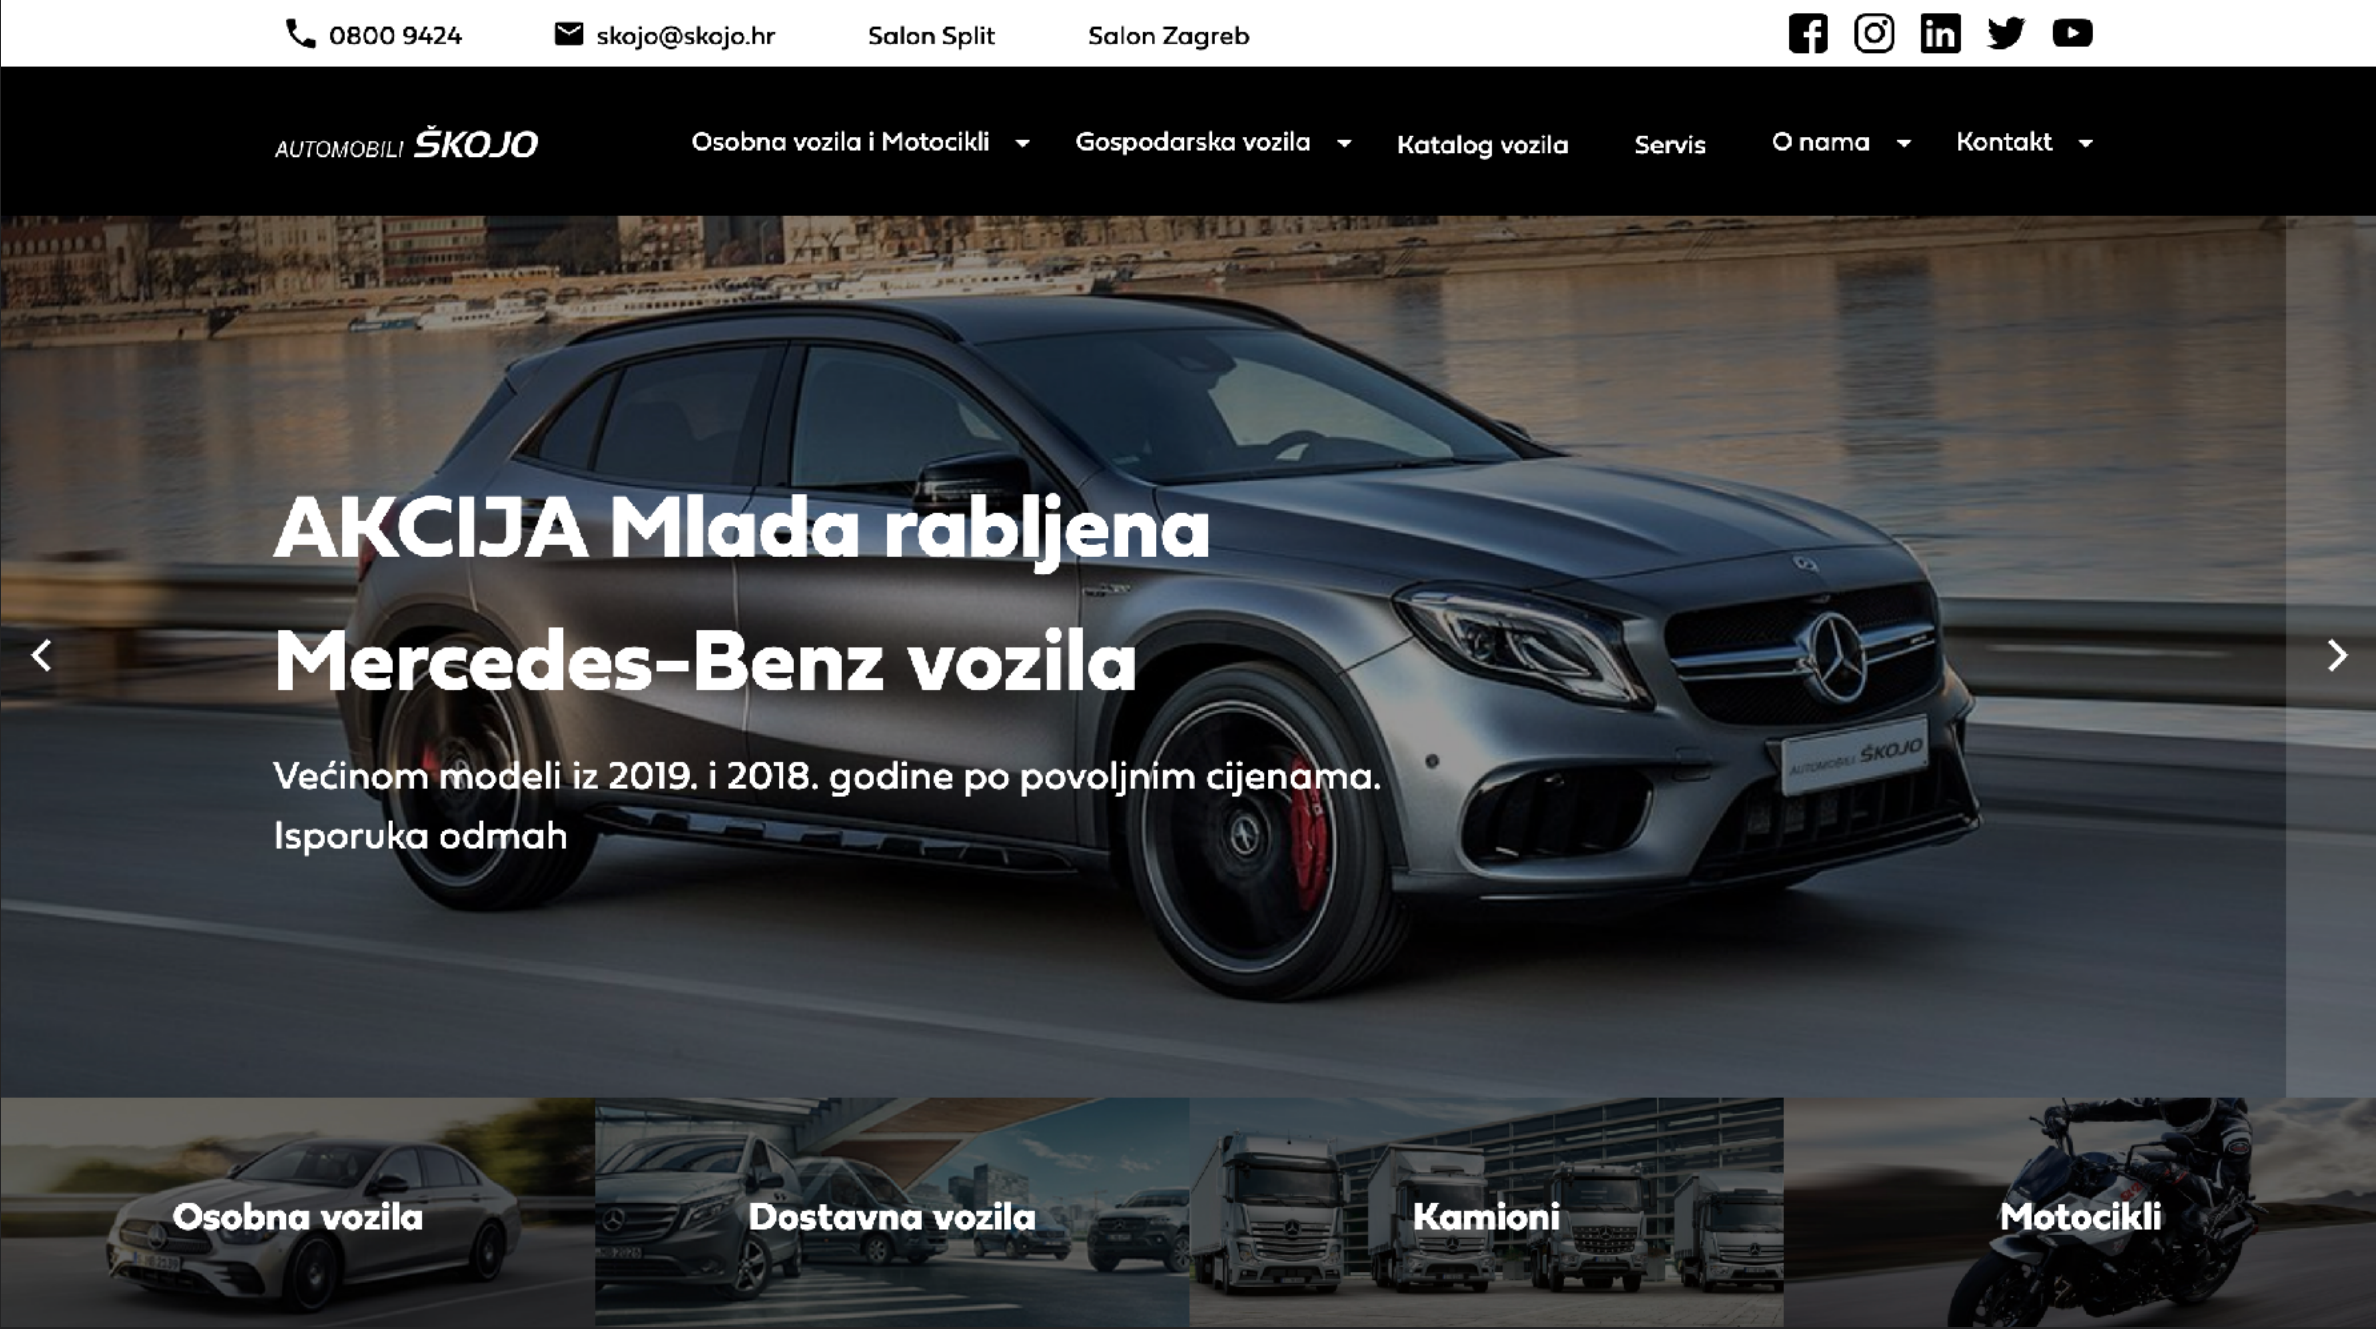 0800 9424
skojo@skojo.hr
Salon Split
Salon Zagreb
AUTOMOBILI ŠKOJO
Osobna vozila i Motocikli
Gospodarska vozila
Katalog vozila
Servis
O nama
Kontakt
AKCIJA Mlada rabljena
Mercedes-Benz vozila
Većinom modeli iz 2019. i 2018. godine po povoljnim cijenama.
Isporuka odmah
AUTOMOBILI ŠKOJO
Osobna vozila
Dostavna vozila
Kamioni
Motocikli